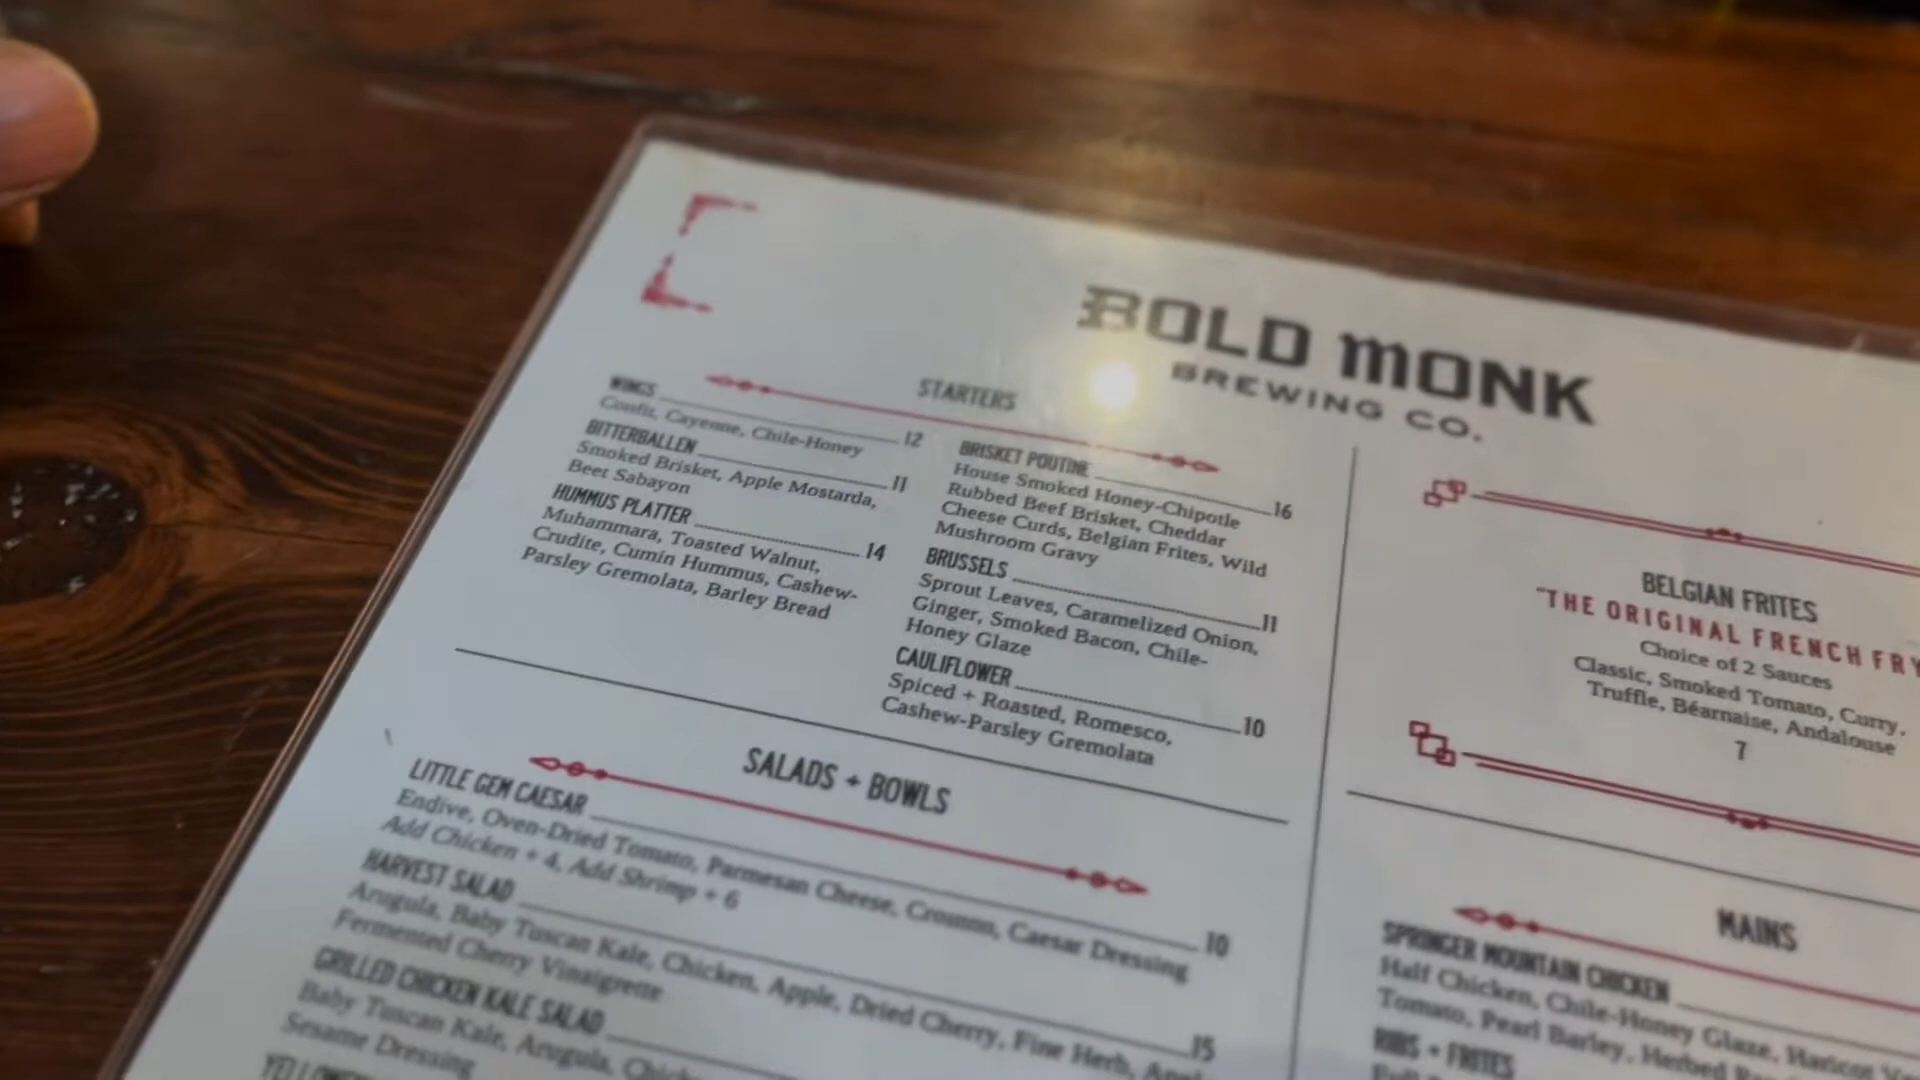 BOLD MONK
BREWING CO.
STARTERS
WINGS 12
Confit, Cayenne, Chile-Honey
BITTERBALLEN 11
Smoked Brisket, Apple Mostarda,
Beet Sabayon
HUMMUS PLATTER 14
Muhammara, Toasted Walnut,
Crudite, Cumin Hummus, Cashew-
Parsley Gremolata, Barley Bread
BRISKET POUTINE 16
House Smoked Honey-Chipotle
Rubbed Beef Brisket, Cheddar
Cheese Curds, Belgian Frites, Wild
Mushroom Gravy
BRUSSELS 11
Sprout Leaves, Caramelized Onion,
Ginger, Smoked Bacon, Chile-
Honey Glaze
CAULIFLOWER 10
Spiced + Roasted, Romesco,
Cashew-Parsley Gremolata
SALADS + BOWLS
LITTLE GEM CAESAR 10
Endive, Oven-Dried Tomato, Parmesan Cheese, Crouton, Caesar Dressing
Add Chicken + 4, Add Shrimp + 6
HARVEST SALAD 15
Arugula, Baby Tuscan Kale, Chicken, Apple, Dried Cherry, Fine Herb,
Fermented Cherry Vinaigrette
GRILLED CHICKEN KALE SALAD
Baby Tuscan Kale, Arugula,
Sesame Dressing
BELGIAN FRITES
"THE ORIGINAL FRENCH FRY
Choice of 2 Sauces
Classic, Smoked Tomato, Curry,
Truffle, Béarnaise, Andalouse
7
MAINS
SPRINGER MOUNTAIN CHICKEN
Half Chicken, Chile-Honey Glaze, Haricot
Tomato, Pearl Barley, Herbed
RIBS + FRITES